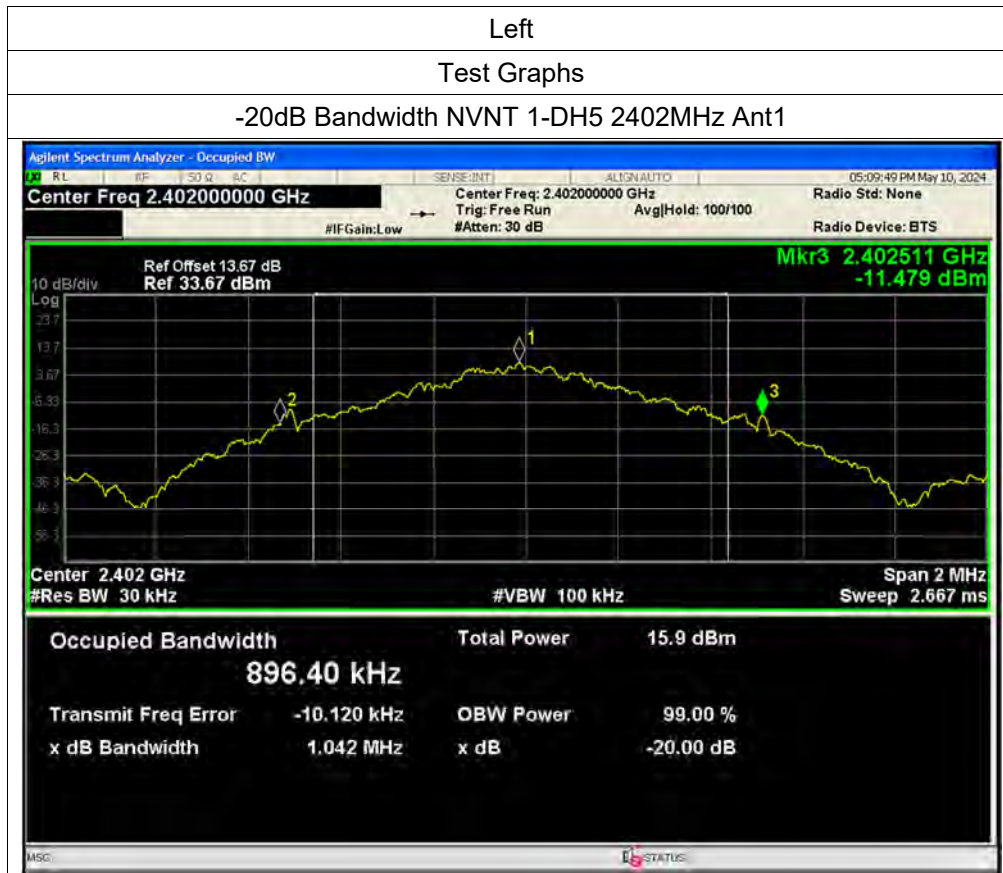 Left
Test Graphs
-20dB Bandwidth NVNT 1-DH5 2402MHz Ant1
Agilent Spectrum Analyzer - Occupied BW
RL RF 50 Ω AC SENSE:INT ALIGNAUTO 05:09:49 PM May 10, 2024
Center Freq 2.402000000 GHz Center Freq: 2.402000000 GHz Radio Std: None
Trig: Free Run Avg|Hold: 100/100
#IFGain:Low #Atten: 30 dB Radio Device: BTS
Ref Offset 13.67 dB Mkr3 2.402511 GHz
10 dB/div Ref 33.67 dBm -11.479 dBm
Log
23.7
13.7
3.67
-6.33
-16.3
-26.3
-36.3
-46.3
-56.3
1
2
3
Center 2.402 GHz Span 2 MHz
#Res BW 30 kHz #VBW 100 kHz Sweep 2.667 ms
Occupied Bandwidth Total Power 15.9 dBm
896.40 kHz
Transmit Freq Error -10.120 kHz OBW Power 99.00 %
x dB Bandwidth 1.042 MHz x dB -20.00 dB
MSG STATUS